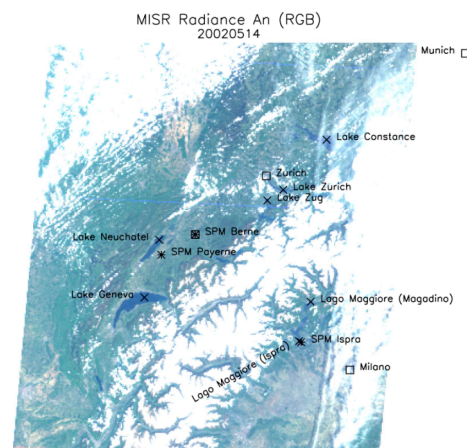 MISR Radiance An (RGB)
20020514
Munich
Lake Constance
Zurich
Lake Zurich
Lake Zug
SPM Berne
Lake Neuchatel
SPM Payerne
Lake Geneva
Lago Maggiore (Magadino)
SPM Ispra
Lago Maggiore (Ispra)
Milano